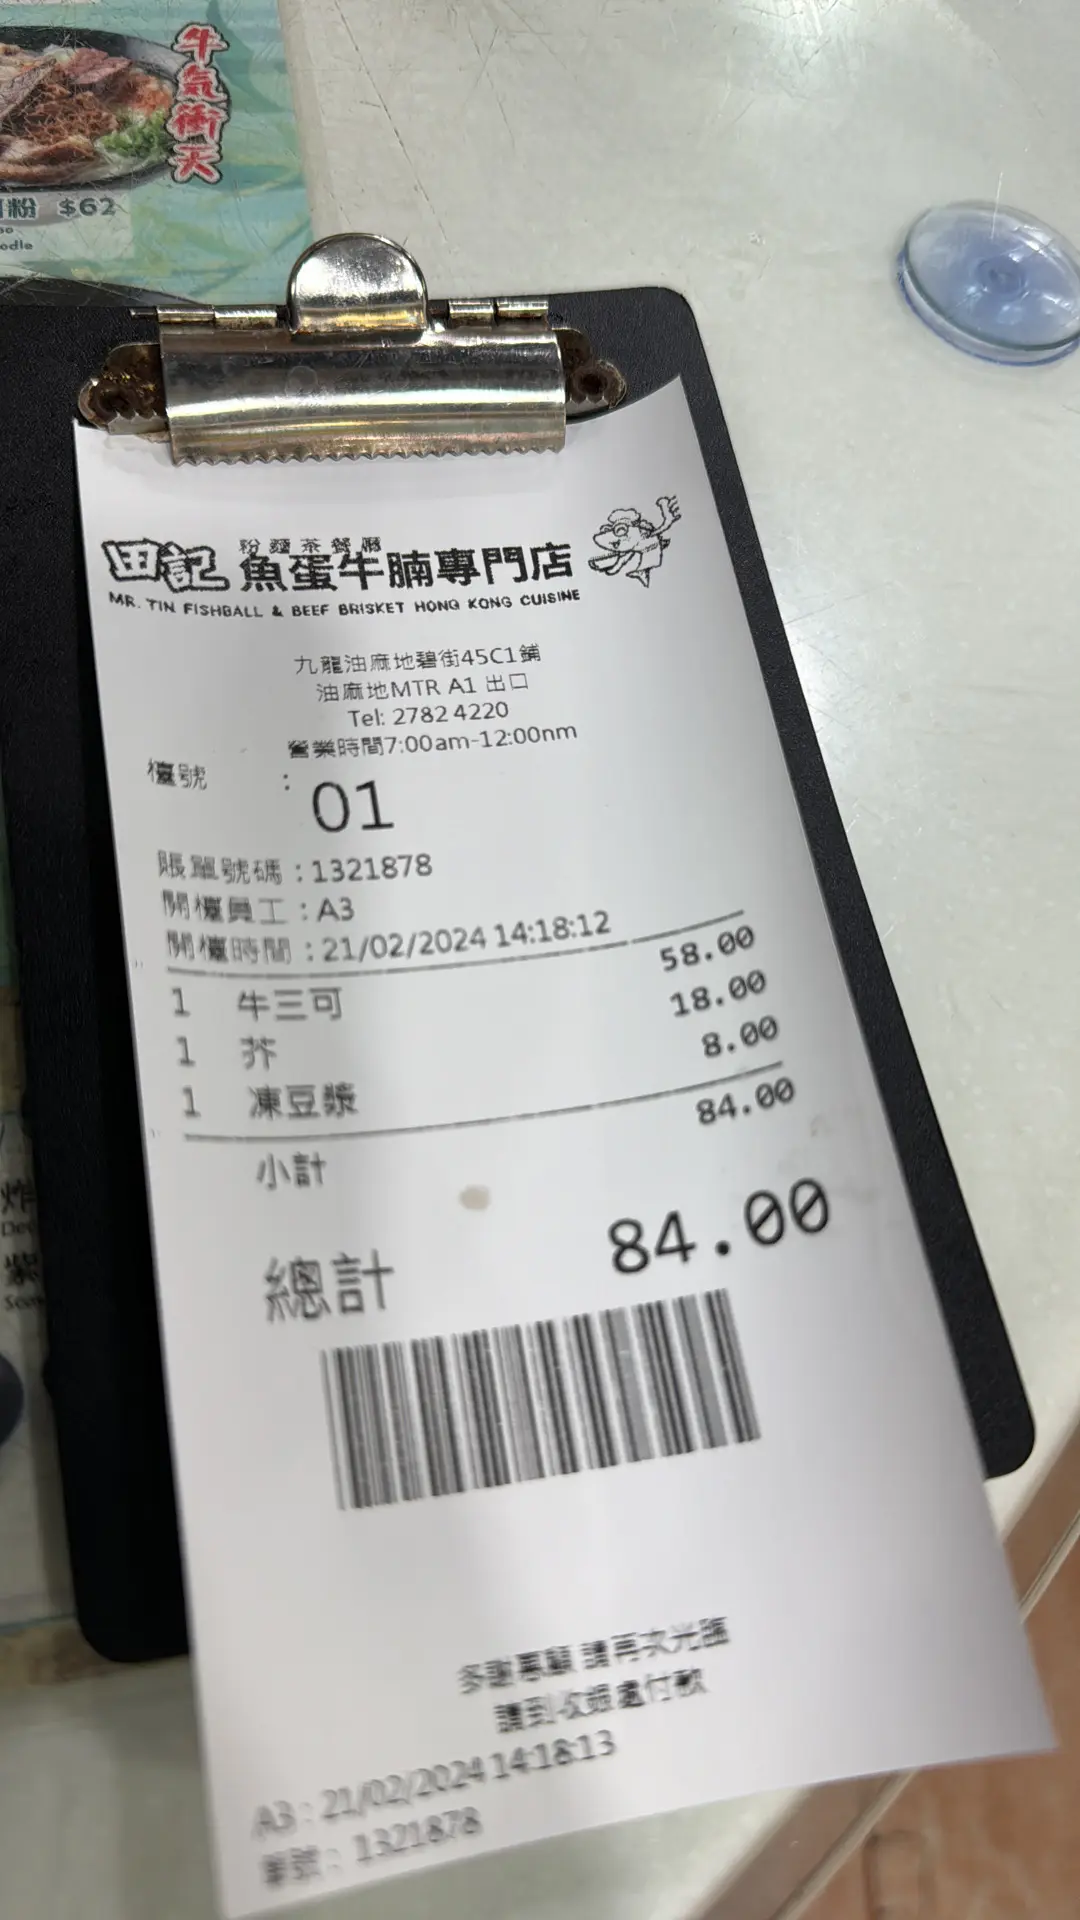 牛氣衝天
粉 $62
odle
田記 粉麵茶餐廳
魚蛋牛腩專門店
MR. TIN FISHBALL & BEEF BRISKET HONG KONG CUISINE
九龍油麻地碧街45C1鋪
油麻地MTR A1 出口
Tel: 2782 4220
營業時間7:00am-12:00nm
檯號 : 01
賬單號碼 : 1321878
開檯員工 : A3
開檯時間 : 21/02/2024 14:18:12
1 牛三可 58.00
1 芥 18.00
1 凍豆漿 8.00
小計 84.00
總計 84.00
多謝惠顧 請再次光臨
請到收銀處付款
A3 : 21/02/2024 14:18:13
單號 : 1321878
炸
紫